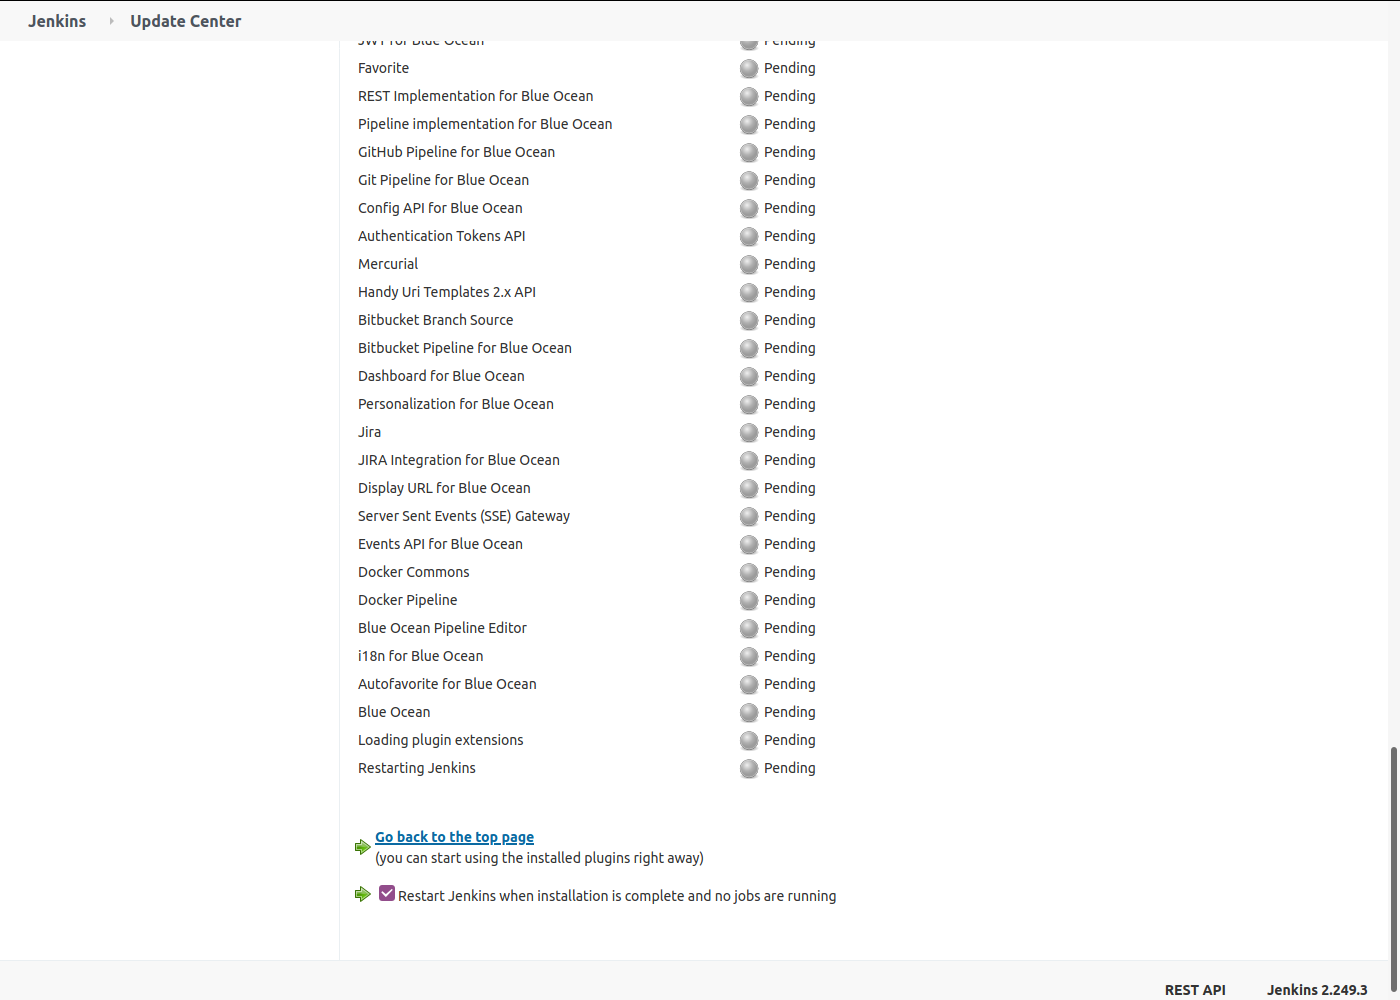 Jenkins Update Center
JWT for Blue Ocean Pending
Favorite Pending
REST Implementation for Blue Ocean Pending
Pipeline implementation for Blue Ocean Pending
GitHub Pipeline for Blue Ocean Pending
Git Pipeline for Blue Ocean Pending
Config API for Blue Ocean Pending
Authentication Tokens API Pending
Mercurial Pending
Handy Uri Templates 2.x API Pending
Bitbucket Branch Source Pending
Bitbucket Pipeline for Blue Ocean Pending
Dashboard for Blue Ocean Pending
Personalization for Blue Ocean Pending
Jira Pending
JIRA Integration for Blue Ocean Pending
Display URL for Blue Ocean Pending
Server Sent Events (SSE) Gateway Pending
Events API for Blue Ocean Pending
Docker Commons Pending
Docker Pipeline Pending
Blue Ocean Pipeline Editor Pending
i18n for Blue Ocean Pending
Autofavorite for Blue Ocean Pending
Blue Ocean Pending
Loading plugin extensions Pending
Restarting Jenkins Pending
Go back to the top page
(you can start using the installed plugins right away)
Restart Jenkins when installation is complete and no jobs are running
REST API Jenkins 2.249.3